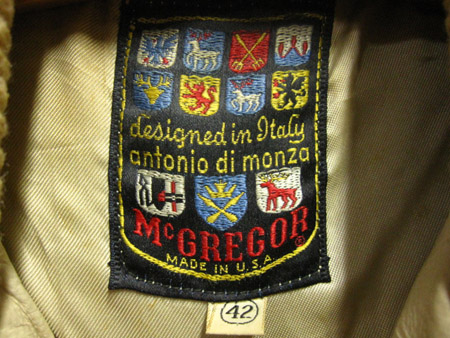 designed in Italy
antonio di monza
McGREGOR®
MADE IN U.S.A
42